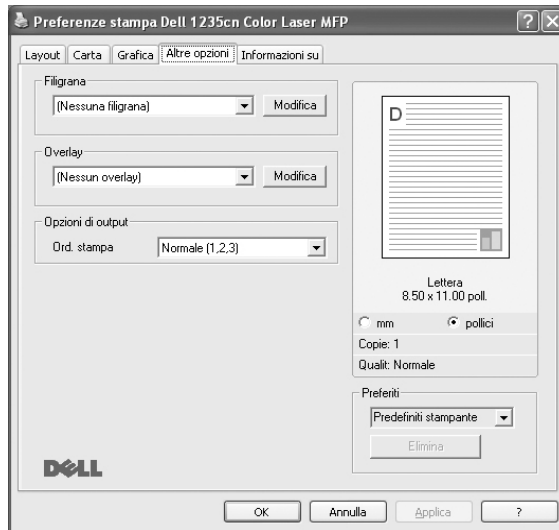 Preferenze stampa Dell 1235cn Color Laser MFP
Layout Carta Grafica Altre opzioni Informazioni su
Filigrana
(Nessuna filigrana) Modifica
Overlay
(Nessun overlay) Modifica
Opzioni di output
Ord. stampa Normale (1,2,3)
D
Lettera
8.50 x 11.00 poll.
mm pollici
Copie: 1
Qualit: Normale
Preferiti
Predefiniti stampante
Elimina
DELL
OK Annulla Applica ?